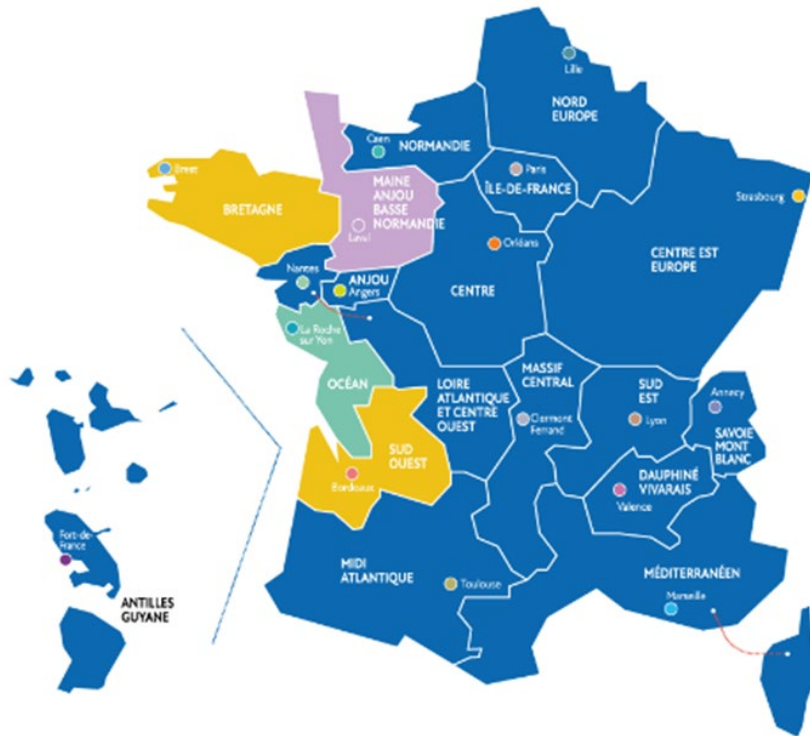 Lille
NORD
EUROPE
Caen
NORMANDIE
Paris
ÎLE-DE-FRANCE
Brest
BRETAGNE
MAINE
ANJOU
BASSE
NORMANDIE
Laval
Strasbourg
CENTRE EST
EUROPE
Orléans
CENTRE
Nantes
ANJOU
Angers
La Roche
sur Yon
OCÉAN
LOIRE
ATLANTIQUE
ET CENTRE
OUEST
MASSIF
CENTRAL
Clermont
Ferrand
SUD
EST
Lyon
Annecy
SAVOIE
MONT
BLANC
SUD
OUEST
Bordeaux
DAUPHINÉ
VIVARAIS
Valence
MIDI
ATLANTIQUE
Toulouse
MÉDITERRANÉEN
Marseille
Fort-de-
France
ANTILLES
GUYANE